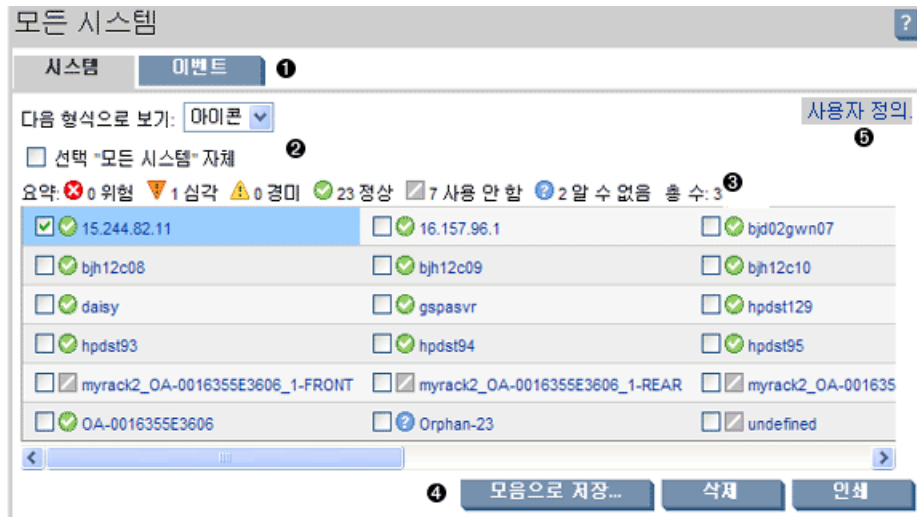 모든 시스템 ?
시스템 이벤트 ❶
다음 형식으로 보기: 아이콘 사용자 정의.
❺
선택 "모든 시스템" 자체 ❷
요약: 0 위험 1 심각 0 경미 23 정상 7 사용 안 함 ? 2 알 수 없음 총 수: 3 ❸
15.244.82.11 16.157.96.1 bjd02gwn07
bjh12c08 bjh12c09 bjh12c10
daisy gspasvr hpdst129
hpdst93 hpdst94 hpdst95
myrack2_OA-0016355E3606_1-FRONT myrack2_OA-0016355E3606_1-REAR myrack2_OA-001635
OA-0016355E3606 ? Orphan-23 undefined
❹ 모음으로 저장... 삭제 인쇄